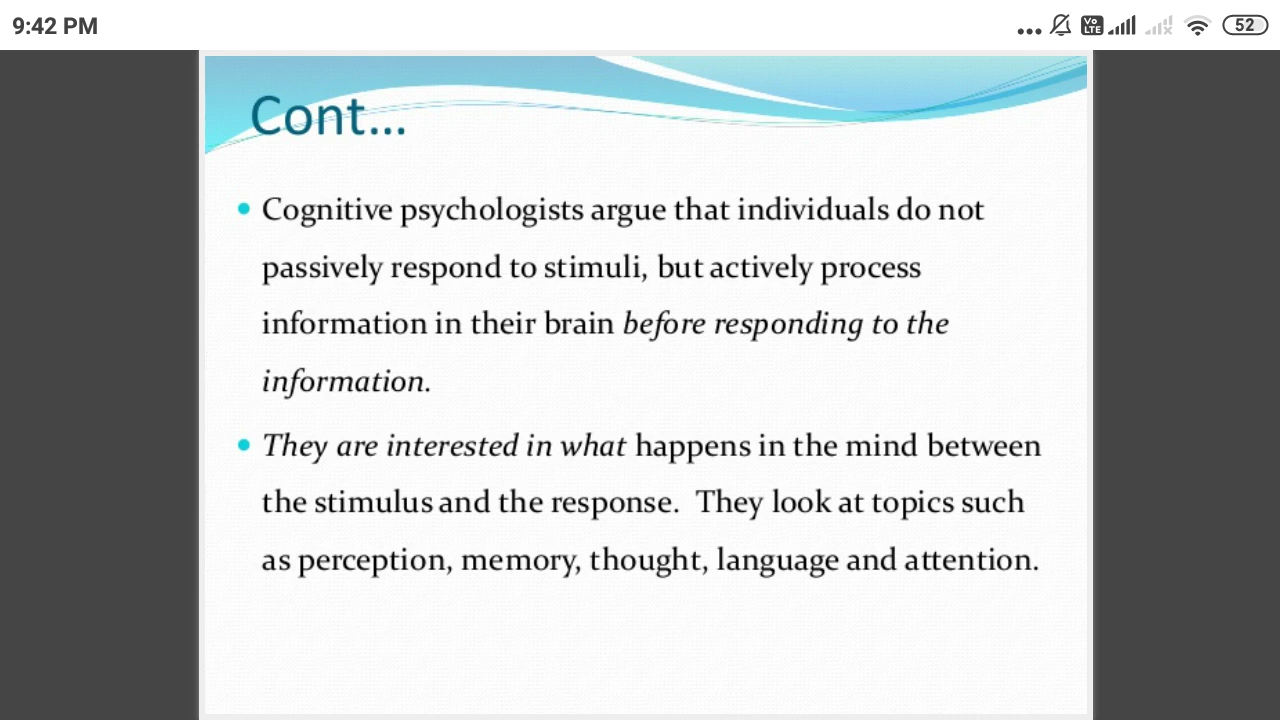 9:42 PM
Vo LTE
52
Cont...
Cognitive psychologists argue that individuals do not
passively respond to stimuli, but actively process
information in their brain before responding to the
information.
They are interested in what happens in the mind between
the stimulus and the response. They look at topics such
as perception, memory, thought, language and attention.